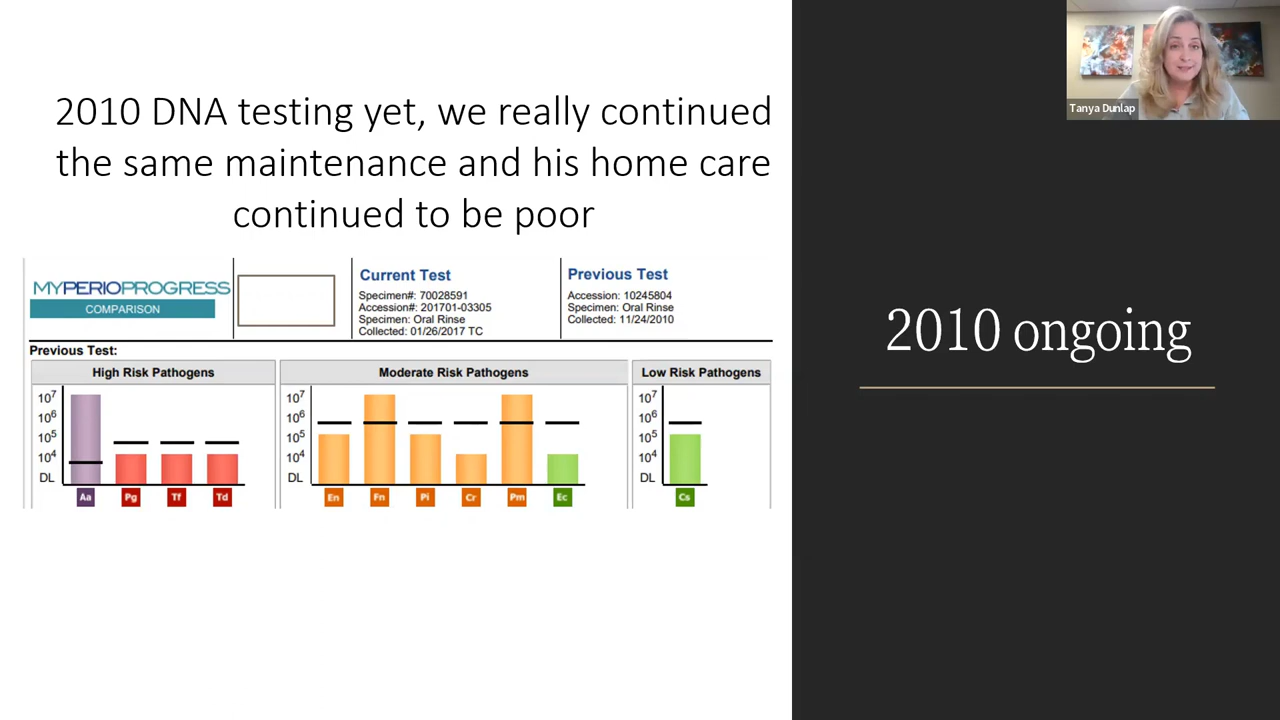 2010 DNA testing yet, we really continued
the same maintenance and his home care
continued to be poor
MYPERIOPROGRESS
COMPARISON
Current Test
Specimen#: 70028591
Accession#: 201701-03305
Specimen: Oral Rinse
Collected: 01/26/2017 TC
Previous Test
Accession: 10245804
Specimen: Oral Rinse
Collected: 11/24/2010
Previous Test:
High Risk Pathogens
10⁷
10⁶
10⁵
10⁴
DL
Aa Pg Tf Td
Moderate Risk Pathogens
10⁷
10⁶
10⁵
10⁴
DL
En Fn Pi Cr Pm Ec
Low Risk Pathogens
10⁷
10⁶
10⁵
10⁴
DL
Cs
2010 ongoing
Tanya Dunlap